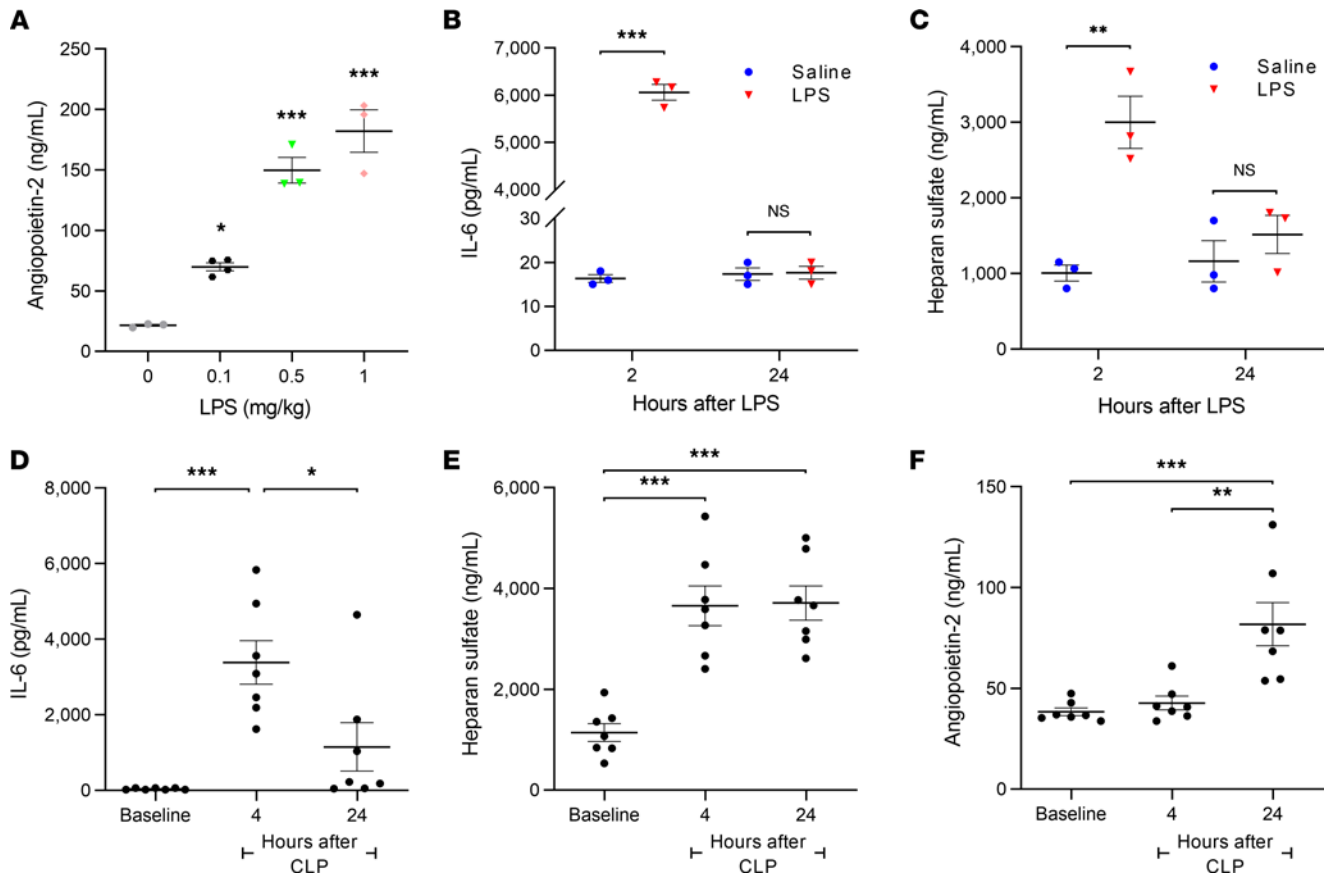 A
Angiopoietin-2 (ng/mL)
250
200
150
100
50
0
***
***
*
0 0.1 0.5 1
LPS (mg/kg)
B
IL-6 (pg/mL)
7,000
6,000
5,000
4,000
30
20
10
0
***
Saline
LPS
NS
2 24
Hours after LPS
C
Heparan sulfate (ng/mL)
4,000
3,000
2,000
1,000
0
**
Saline
LPS
NS
2 24
Hours after LPS
D
IL-6 (pg/mL)
8,000
6,000
4,000
2,000
0
*** *
Baseline 4 24
Hours after
CLP
E
Heparan sulfate (ng/mL)
6,000
4,000
2,000
0
***
***
Baseline 4 24
Hours after
CLP
F
Angiopoietin-2 (ng/mL)
150
100
50
0
***
**
Baseline 4 24
Hours after
CLP